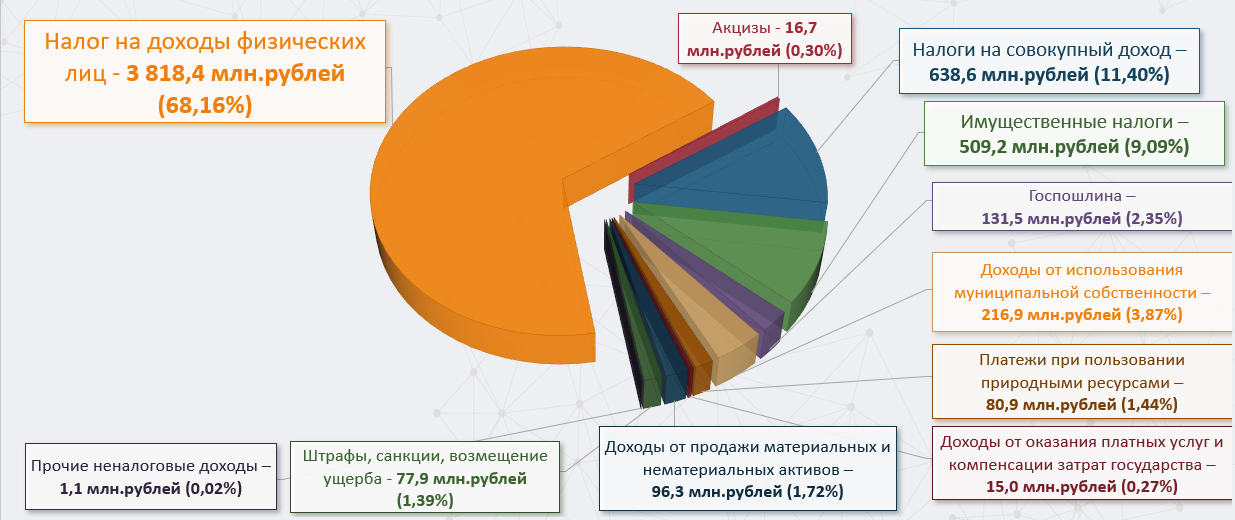 Налог на доходы физических
лиц - 3 818,4 млн.рублей
(68,16%)
Акцизы - 16,7
млн.рублей (0,30%)
Налоги на совокупный доход –
638,6 млн.рублей (11,40%)
Имущественные налоги –
509,2 млн.рублей (9,09%)
Госпошлина –
131,5 млн.рублей (2,35%)
Доходы от использования
муниципальной собственности –
216,9 млн.рублей (3,87%)
Платежи при пользовании
природными ресурсами –
80,9 млн.рублей (1,44%)
Доходы от оказания платных услуг и
компенсации затрат государства –
15,0 млн.рублей (0,27%)
Доходы от продажи материальных и
нематериальных активов –
96,3 млн.рублей (1,72%)
Штрафы, санкции, возмещение
ущерба - 77,9 млн.рублей
(1,39%)
Прочие неналоговые доходы –
1,1 млн.рублей (0,02%)